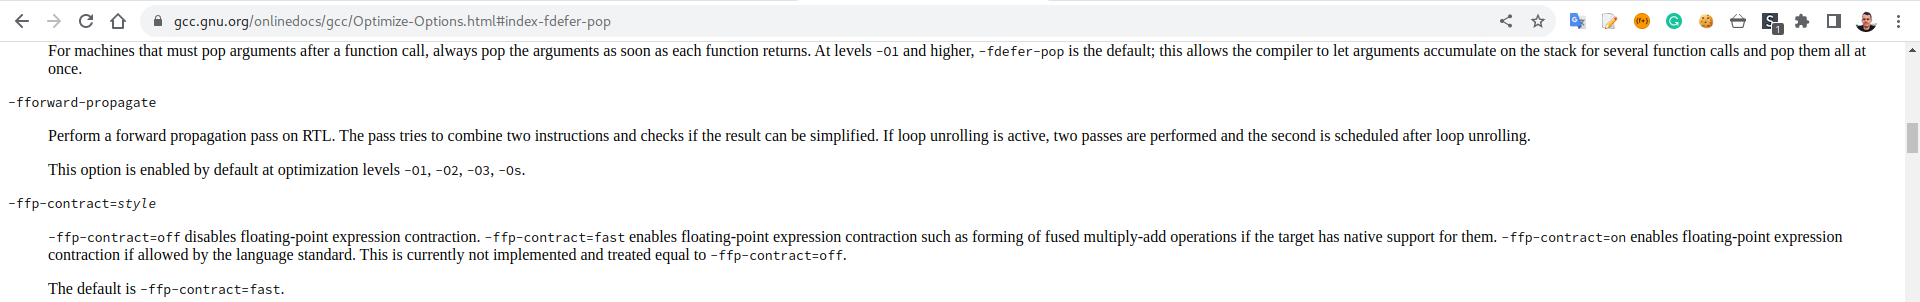 gcc.gnu.org/onlinedocs/gcc/Optimize-Options.html#index-fdefer-pop
For machines that must pop arguments after a function call, always pop the arguments as soon as each function returns. At levels -O1 and higher, -fdefer-pop is the default; this allows the compiler to let arguments accumulate on the stack for several function calls and pop them all at
once.
-fforward-propagate
Perform a forward propagation pass on RTL. The pass tries to combine two instructions and checks if the result can be simplified. If loop unrolling is active, two passes are performed and the second is scheduled after loop unrolling.
This option is enabled by default at optimization levels -O1, -O2, -O3, -Os.
-ffp-contract=style
-ffp-contract=off disables floating-point expression contraction. -ffp-contract=fast enables floating-point expression contraction such as forming of fused multiply-add operations if the target has native support for them. -ffp-contract=on enables floating-point expression
contraction if allowed by the language standard. This is currently not implemented and treated equal to -ffp-contract=off.
The default is -ffp-contract=fast.